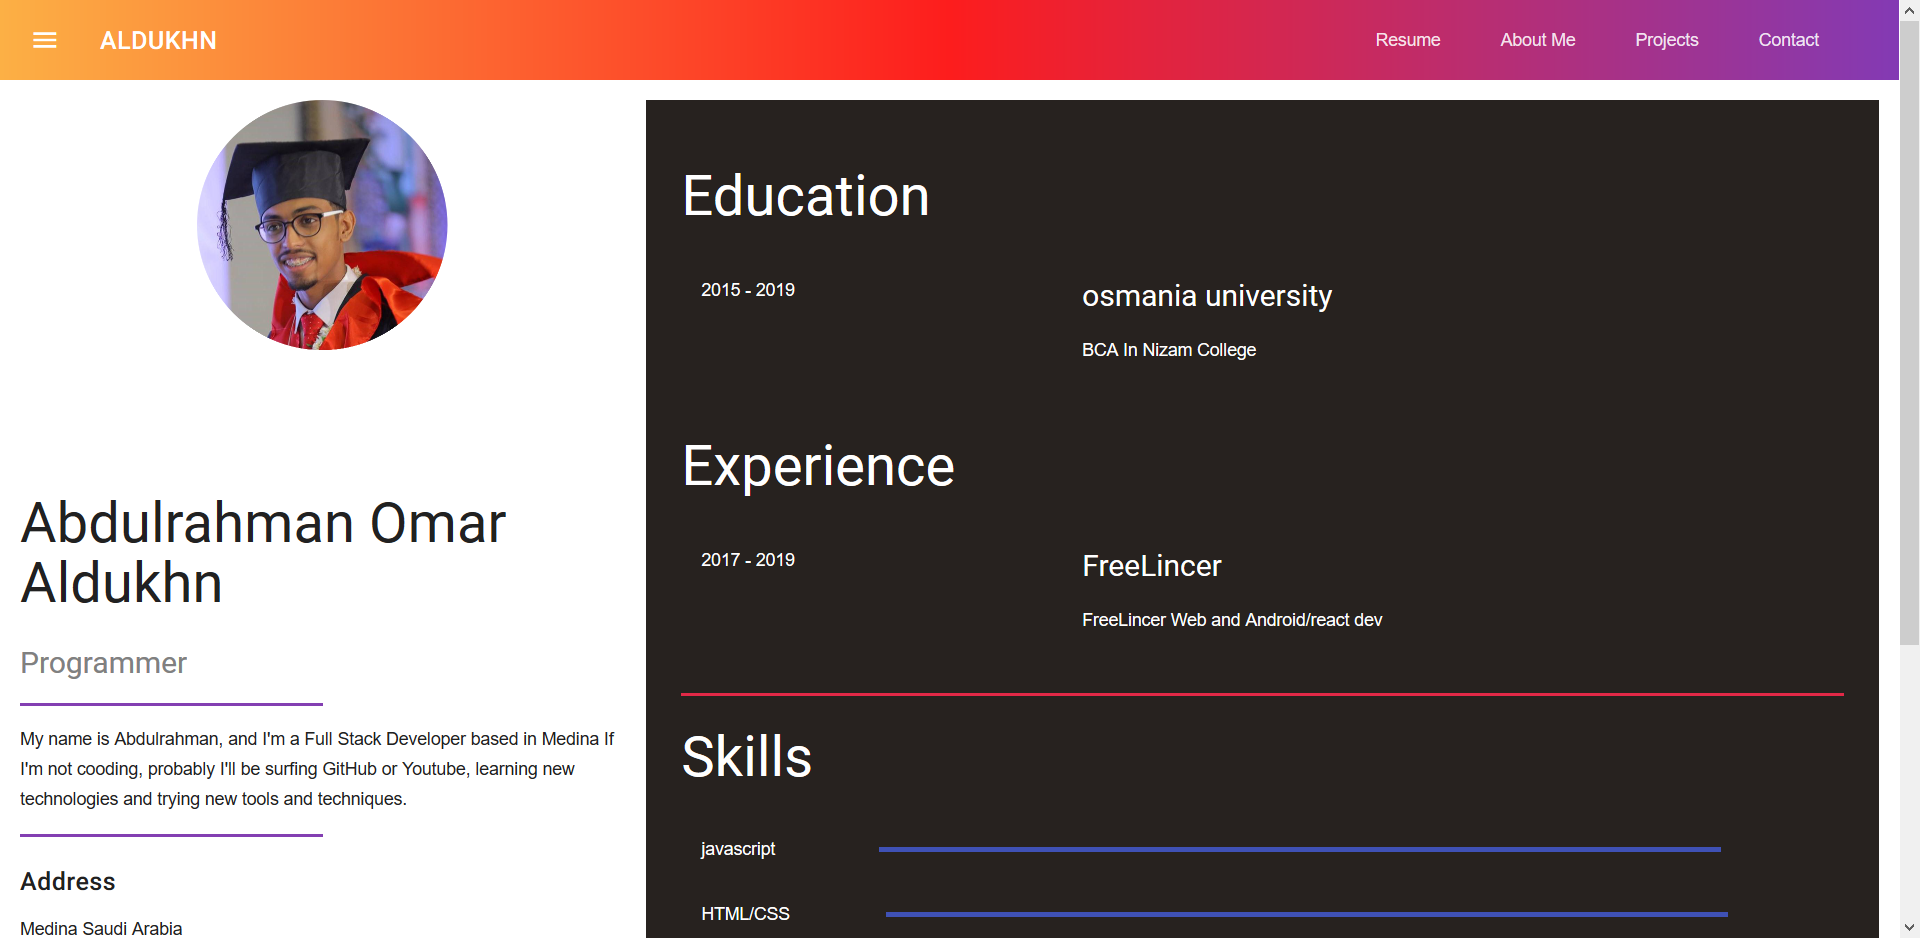 ALDUKHN
Resume
About Me
Projects
Contact
Abdulrahman Omar
Aldukhn
Programmer
My name is Abdulrahman, and I'm a Full Stack Developer based in Medina If
I'm not cooding, probably I'll be surfing GitHub or Youtube, learning new
technologies and trying new tools and techniques.
Address
Medina Saudi Arabia
Education
2015 - 2019
osmania university
BCA In Nizam College
Experience
2017 - 2019
FreeLincer
FreeLincer Web and Android/react dev
Skills
javascript
HTML/CSS